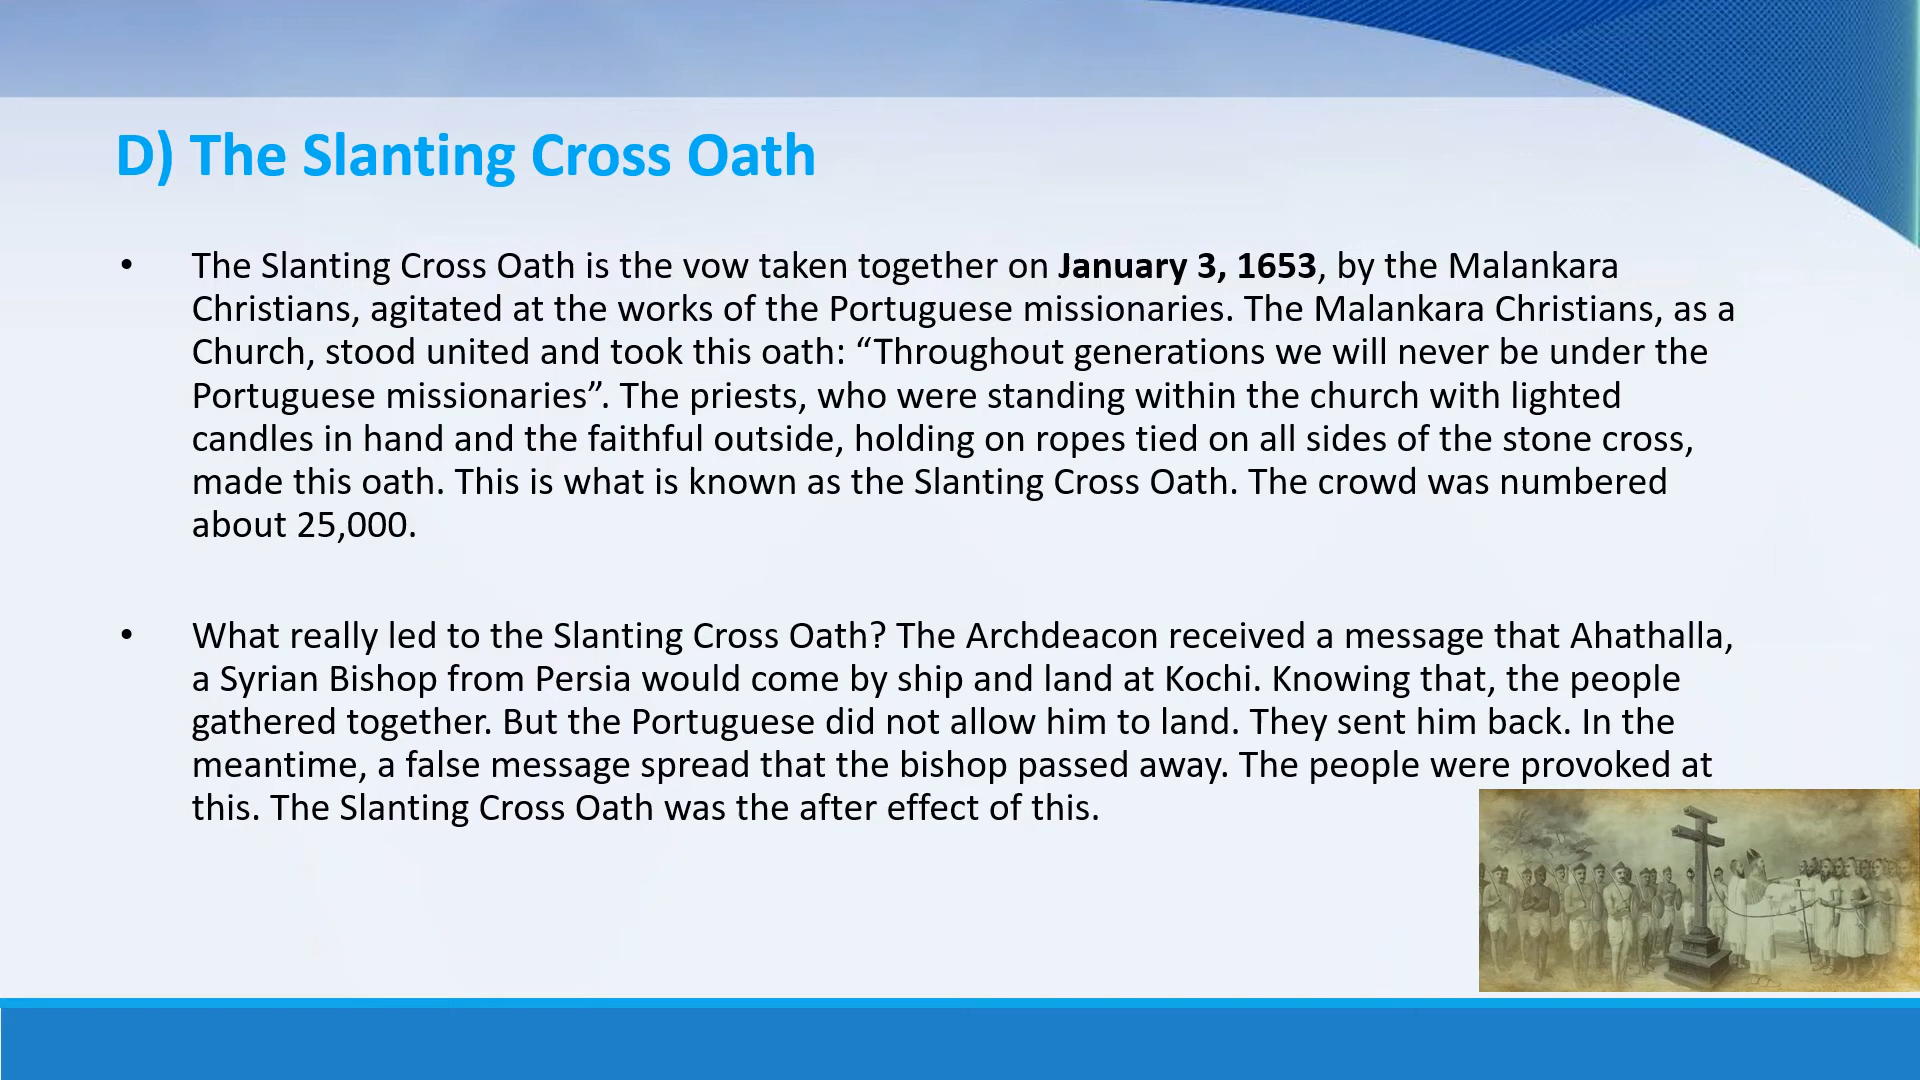 D) The Slanting Cross Oath
• The Slanting Cross Oath is the vow taken together on January 3, 1653, by the Malankara
Christians, agitated at the works of the Portuguese missionaries. The Malankara Christians, as a
Church, stood united and took this oath: “Throughout generations we will never be under the
Portuguese missionaries”. The priests, who were standing within the church with lighted
candles in hand and the faithful outside, holding on ropes tied on all sides of the stone cross,
made this oath. This is what is known as the Slanting Cross Oath. The crowd was numbered
about 25,000.
• What really led to the Slanting Cross Oath? The Archdeacon received a message that Ahathalla,
a Syrian Bishop from Persia would come by ship and land at Kochi. Knowing that, the people
gathered together. But the Portuguese did not allow him to land. They sent him back. In the
meantime, a false message spread that the bishop passed away. The people were provoked at
this. The Slanting Cross Oath was the after effect of this.